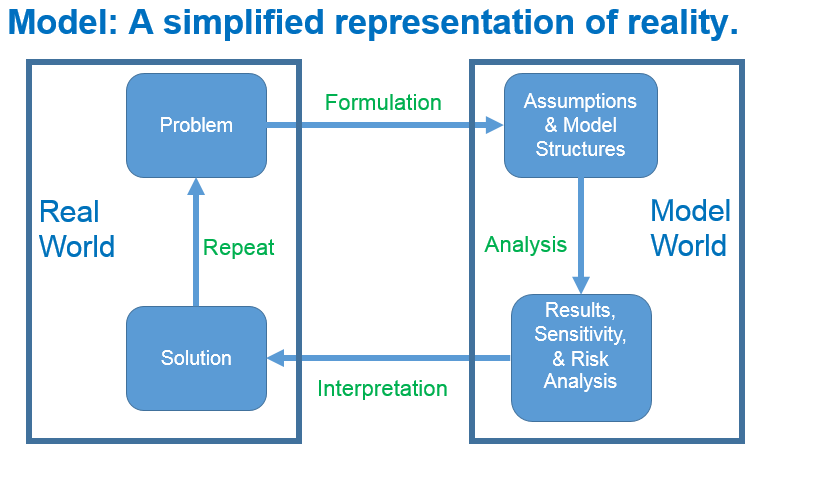 Model: A simplified representation of reality.
Problem
Formulation
Assumptions
& Model
Structures
Real
World
Repeat
Analysis
Model
World
Solution
Interpretation
Results,
Sensitivity,
& Risk
Analysis